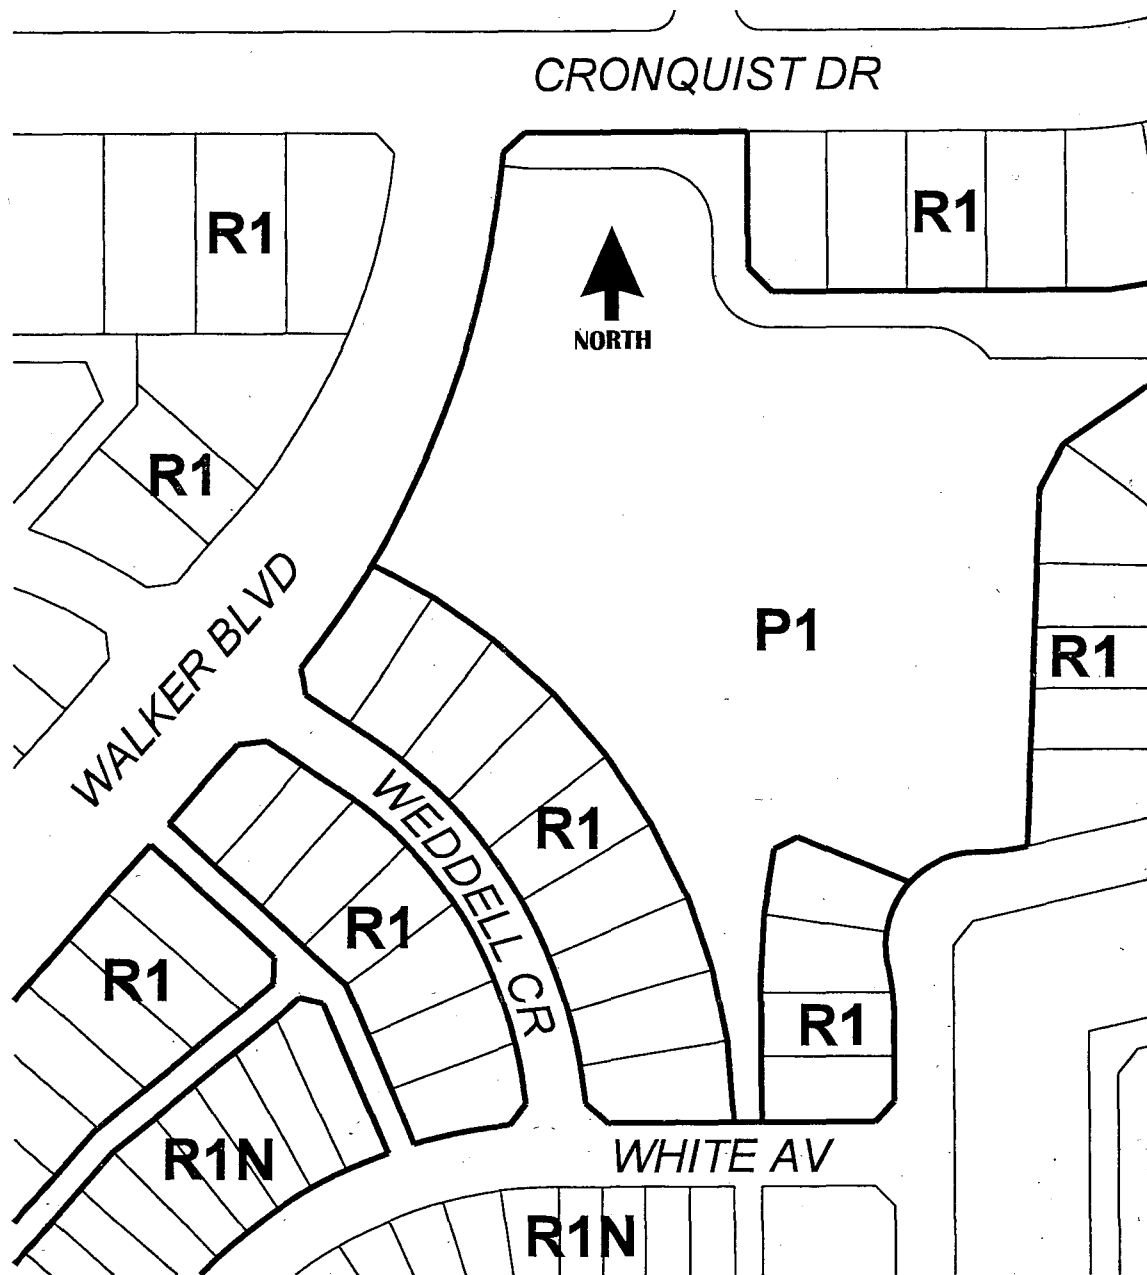 CRONQUIST DR
R1
R1
NORTH
R1
WALKER BLVD
P1
R1
WEDDELL CR
R1
R1
R1
R1
R1N
WHITE AV
R1N